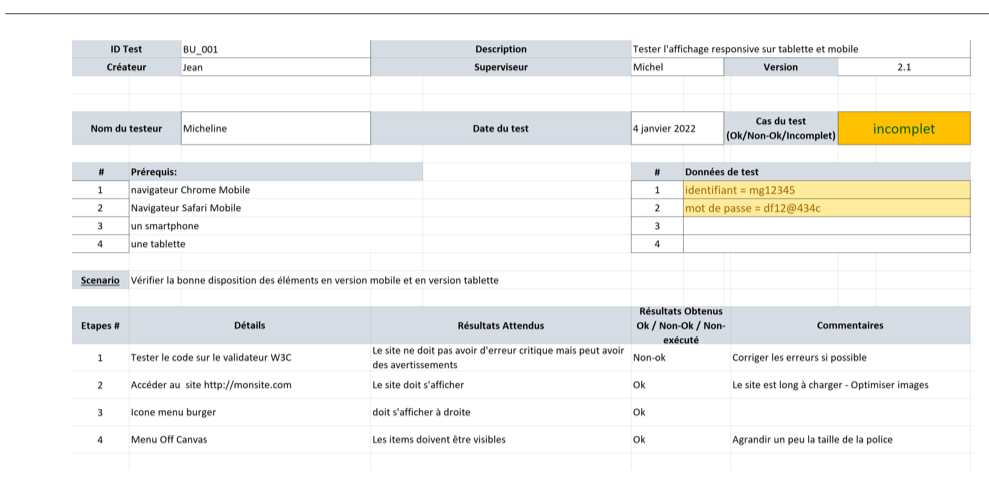 ID Test BU_001 Description Tester l'affichage responsive sur tablette et mobile
Créateur Jean Superviseur Michel Version 2.1
Nom du testeur Micheline Date du test 4 janvier 2022 Cas du test
(Ok/Non-Ok/Incomplet) incomplet
# Prérequis: # Données de test
1 navigateur Chrome Mobile 1 identifiant = mg12345
2 Navigateur Safari Mobile 2 mot de passe = df12@434c
3 un smartphone 3
4 une tablette 4
Scenario Vérifier la bonne disposition des éléments en version mobile et en version tablette
Etapes # Détails Résultats Attendus Résultats Obtenus
Ok / Non-Ok / Non-
exécuté Commentaires
1 Tester le code sur le validateur W3C Le site ne doit pas avoir d'erreur critique mais peut avoir
des avertissements Non-ok Corriger les erreurs si possible
2 Accéder au site http://monsite.com Le site doit s'afficher Ok Le site est long à charger - Optimiser images
3 Icone menu burger doit s'afficher à droite Ok
4 Menu Off Canvas Les items doivent être visibles Ok Agrandir un peu la taille de la police